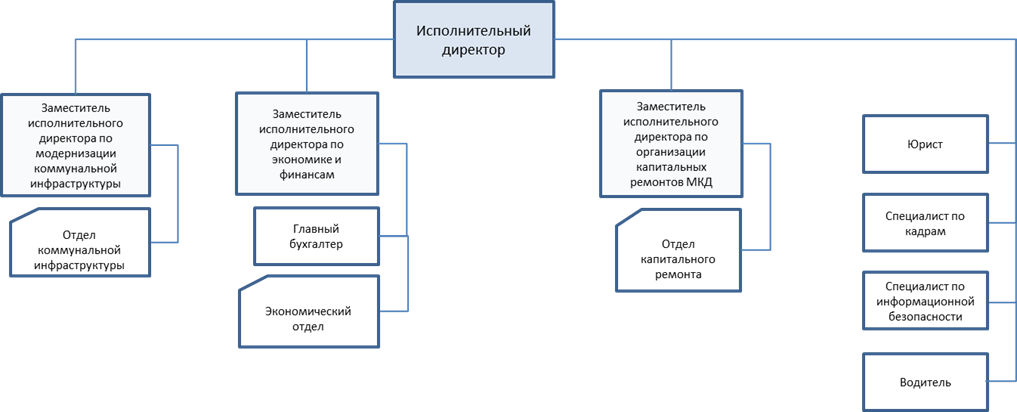 Исполнительный
директор
Заместитель
исполнительного
директора по
модернизации
коммунальной
инфраструктуры
Отдел
коммунальной
инфраструктуры
Заместитель
исполнительного
директора по
экономике и
финансам
Главный
бухгалтер
Экономический
отдел
Заместитель
исполнительного
директора по
организации
капитальных
ремонтов МКД
Отдел
капитального
ремонта
Юрист
Специалист по
кадрам
Специалист по
информационной
безопасности
Водитель